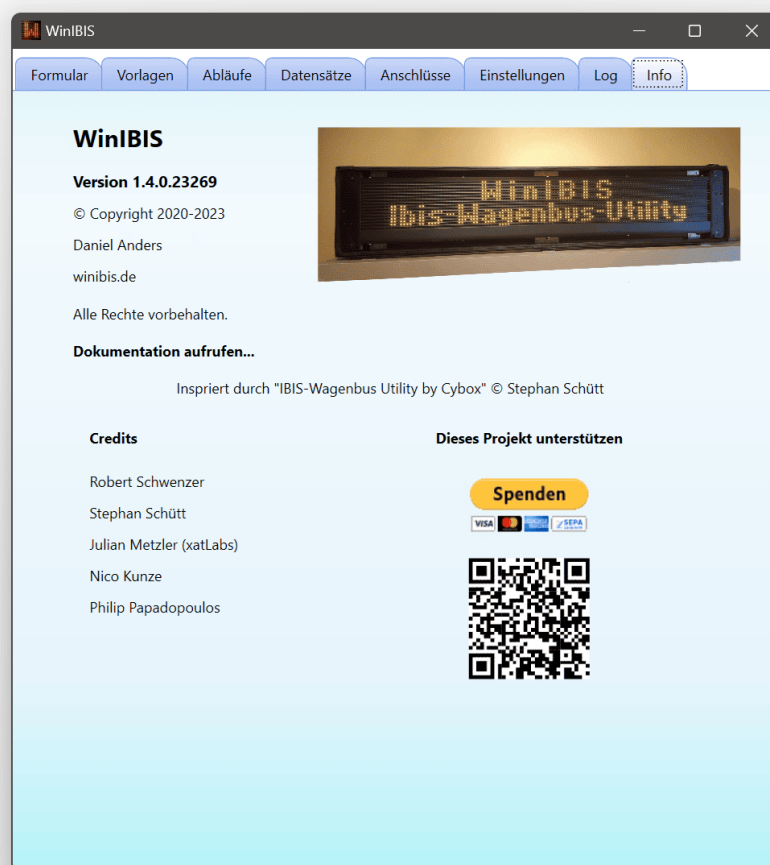 WinIBIS
Formular Vorlagen Abläufe Datensätze Anschlüsse Einstellungen Log Info
WinIBIS
WinIBIS
Ibis-Wagenbus-Utility
Version 1.4.0.23269
© Copyright 2020-2023
Daniel Anders
winibis.de
Alle Rechte vorbehalten.
Dokumentation aufrufen...
Inspriert durch "IBIS-Wagenbus Utility by Cybox" © Stephan Schütt
Credits
Robert Schwenzer
Stephan Schütt
Julian Metzler (xatLabs)
Nico Kunze
Philip Papadopoulos
Dieses Projekt unterstützen
Spenden
VISA SEPA